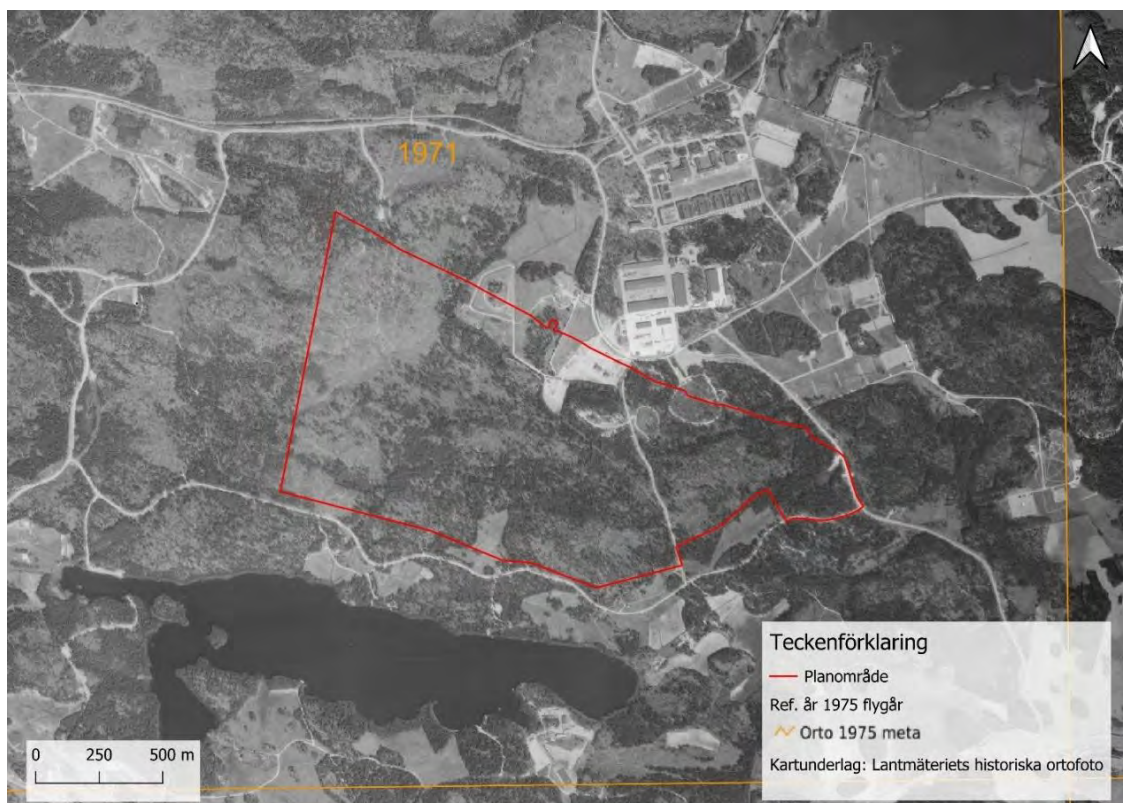 1971
Teckenförklaring
Planområde
Ref. år 1975 flygår
Orto 1975 meta
Kartunderlag: Lantmäteriets historiska ortofoto
0 250 500 m